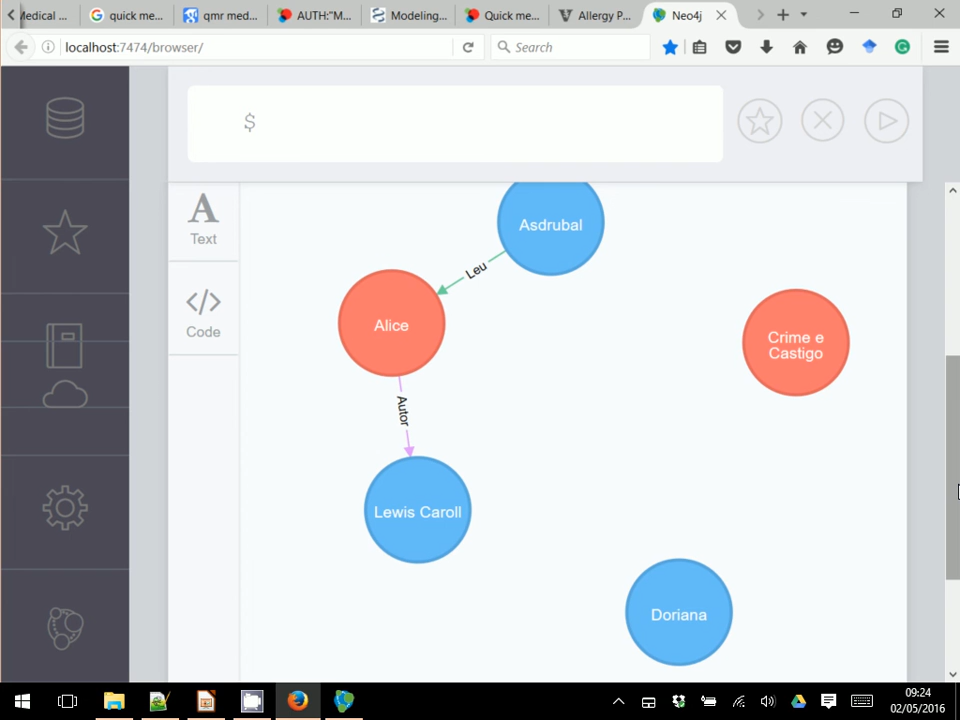 Medical ...
quick me...
qmr med...
AUTH:"M...
Modeling...
Quick me...
Allergy P...
Neo4j
localhost:7474/browser/
Search
$
A
Text
</>
Code
Asdrubal
Leu
Alice
Crime e
Castigo
Autor
Lewis Caroll
Doriana
09:24
02/05/2016